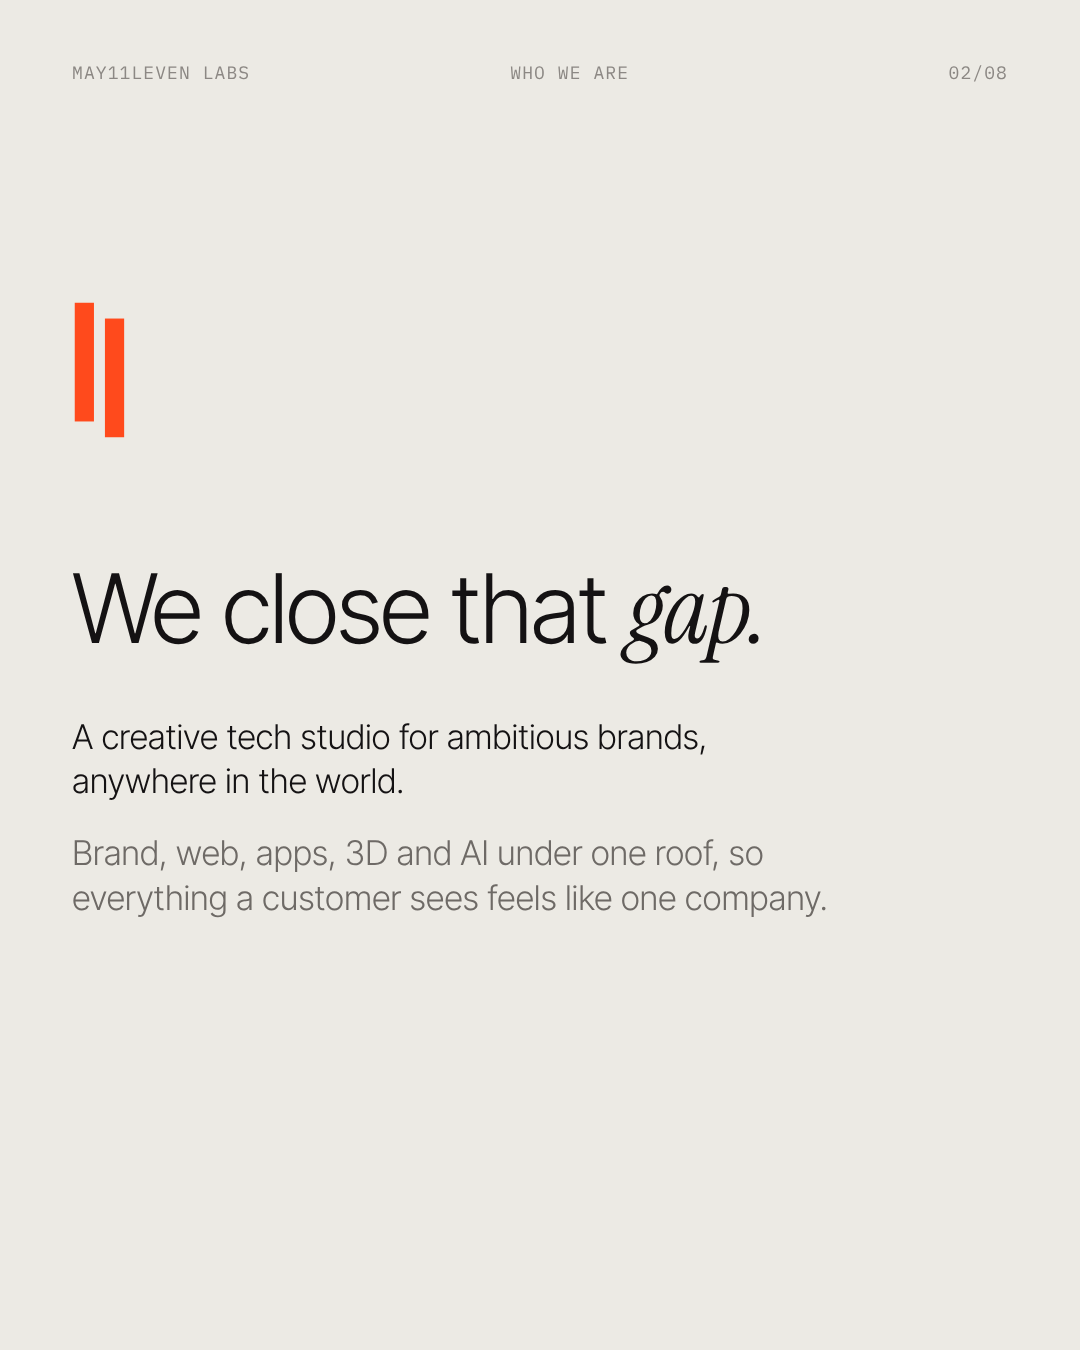 MAY11LEVEN LABS
WHO WE ARE
02/08
We close that gap.
A creative tech studio for ambitious brands,
anywhere in the world.
Brand, web, apps, 3D and AI under one roof, so
everything a customer sees feels like one company.